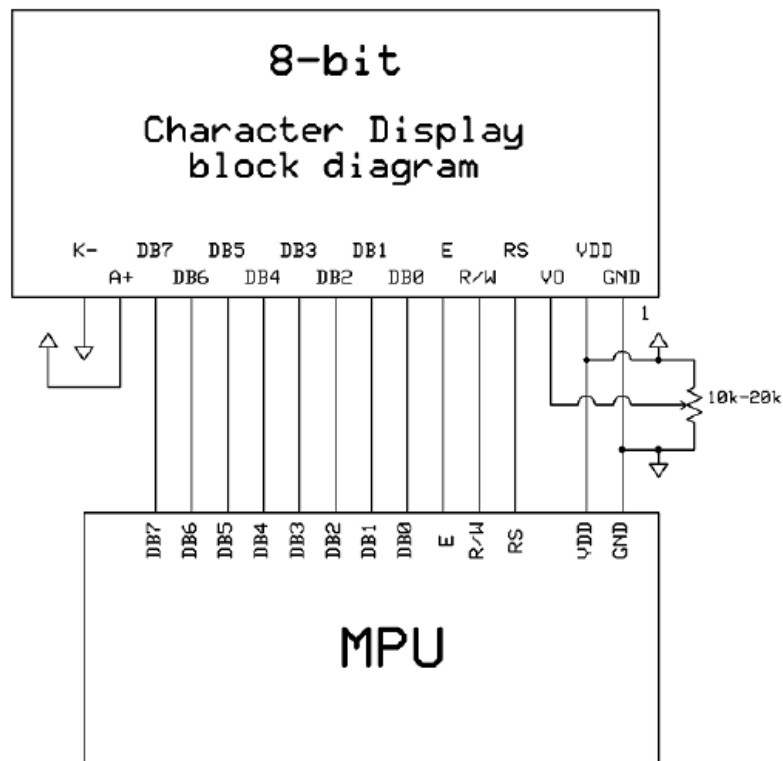 8-bit
Character Display
block diagram
K- DB7 DB5 DB3 DB1 E RS VDD
A+ DB6 DB4 DB2 DB0 R/W VO GND
1
10k-20k
DB7 DB6 DB5 DB4 DB3 DB2 DB1 DB0 E R/W RS VDD GND
MPU